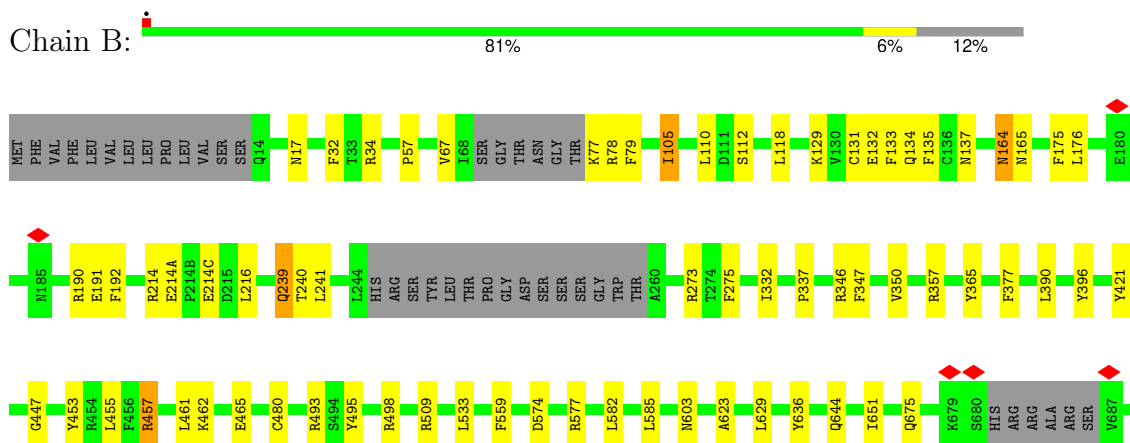 Chain B:
81% 6% 12%
MET PHE VAL PHE LEU VAL LEU LEU PRO LEU VAL SER SER Q14 N17 F32 T33 R34 P57 V67 I68 SER GLY THR ASN GLY THR K77 R78 F79 I105 L110 D111 S112 L118 K129 V130 C131 E132 F133 Q134 F135 C136 N137 N164 N165 F175 L176 E180
N185 R190 E191 F192 R214 E214A P214B E214C D215 L216 Q239 T240 L241 L244 HIS ARG SER TYR LEU THR PRO GLY ASP SER SER SER GLY TRP THR A260 R273 T274 F275 I332 P337 R346 F347 V350 R357 Y365 F377 L390 Y396 Y421
G447 Y453 R454 L455 F456 R457 L461 K462 E465 C480 R493 S494 Y495 R498 R509 L533 F559 D574 R577 L582 L585 N603 A623 L629 Y636 Q644 I651 Q675 K679 S680 HIS ARG ARG ALA ARG SER V687